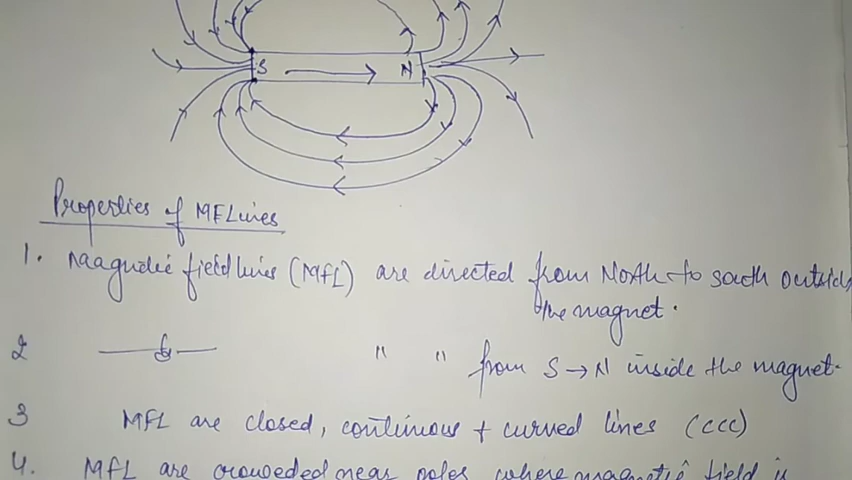 S N
Properties of MFLines
1. Magnetic field lines (MFL) are directed from North to south outside
the magnet.
2 " " from S → N inside the magnet.
3 MFL are closed, continuous + curved lines (CCC)
4. MFL are crowded near poles where magnetic field is